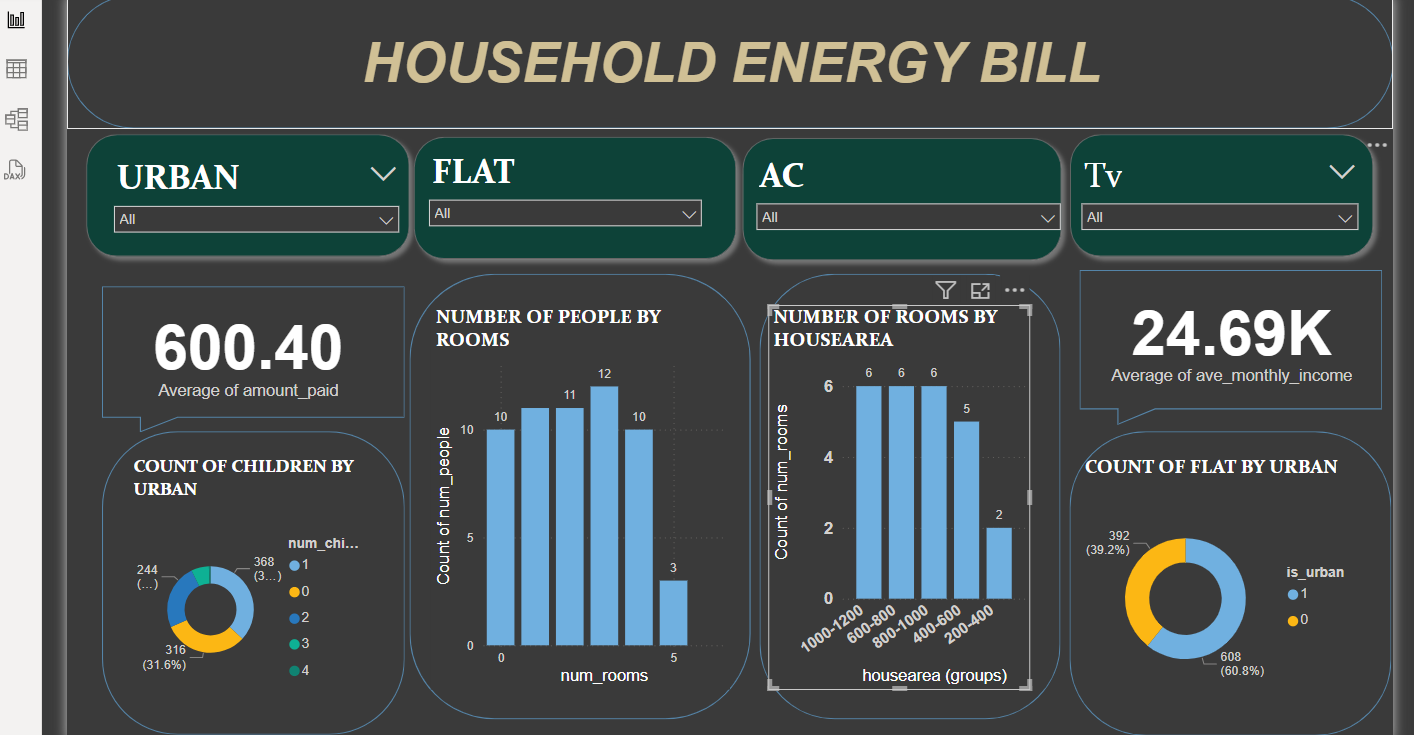 HOUSEHOLD ENERGY BILL
URBAN
All
FLAT
All
AC
All
Tv
All
DAX
600.40
Average of amount_paid
COUNT OF CHILDREN BY
URBAN
num_chi...
1
0
2
3
4
368
(3...)
244
(...)
316
(31.6%)
NUMBER OF PEOPLE BY
ROOMS
Count of num_people
10
5
0
10
11
12
10
3
0
5
num_rooms
NUMBER OF ROOMS BY
HOUSEAREA
Count of num_rooms
6
4
2
0
6
6
6
5
2
1000-1200
600-800
800-1000
400-600
200-400
housearea (groups)
24.69K
Average of ave_monthly_income
COUNT OF FLAT BY URBAN
392
(39.2%)
608
(60.8%)
is_urban
1
0